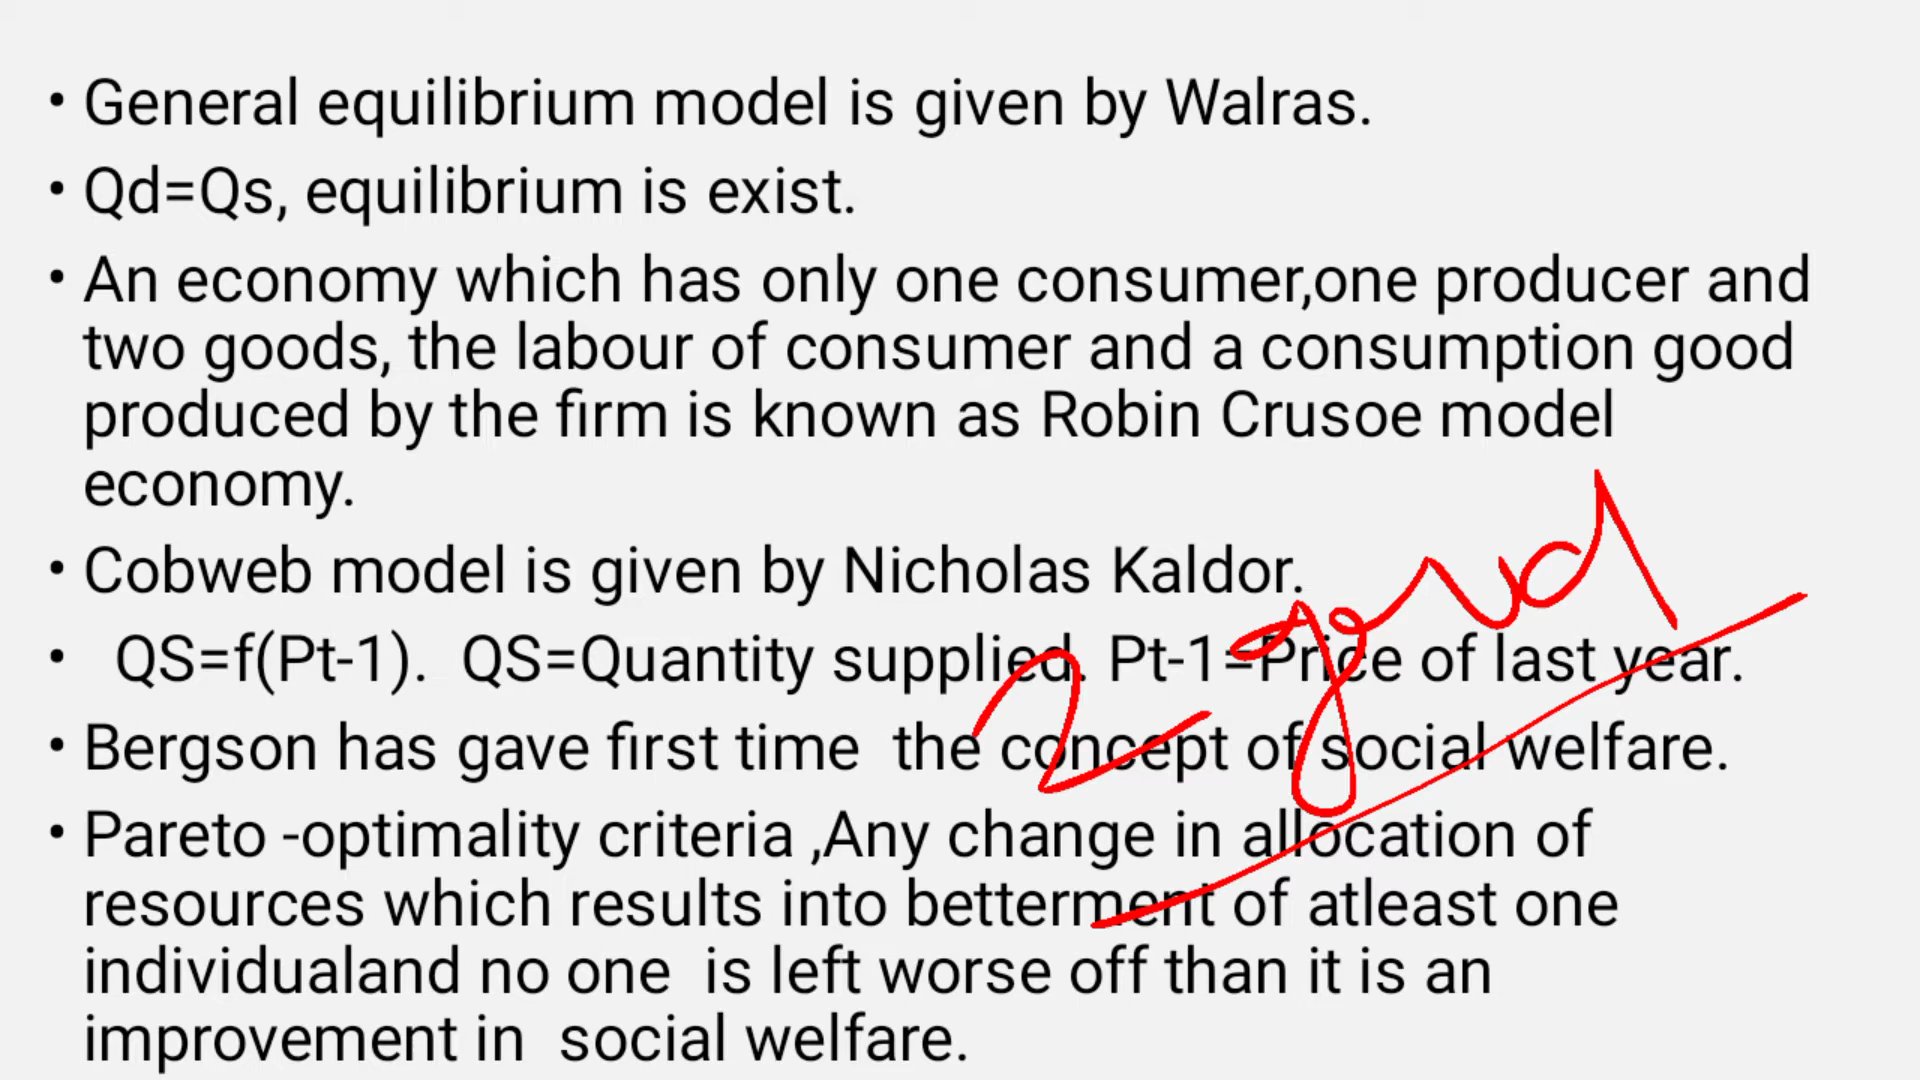 • General equilibrium model is given by Walras.
• Qd=Qs, equilibrium is exist.
• An economy which has only one consumer,one producer and
two goods, the labour of consumer and a consumption good
produced by the firm is known as Robin Crusoe model
economy.
• Cobweb model is given by Nicholas Kaldor.
• QS=f(Pt-1). QS=Quantity supplied. Pt-1=Price of last year.
• Bergson has gave first time the concept of social welfare.
• Pareto -optimality criteria ,Any change in allocation of
resources which results into betterment of atleast one
individualand no one is left worse off than it is an
improvement in social welfare.
2